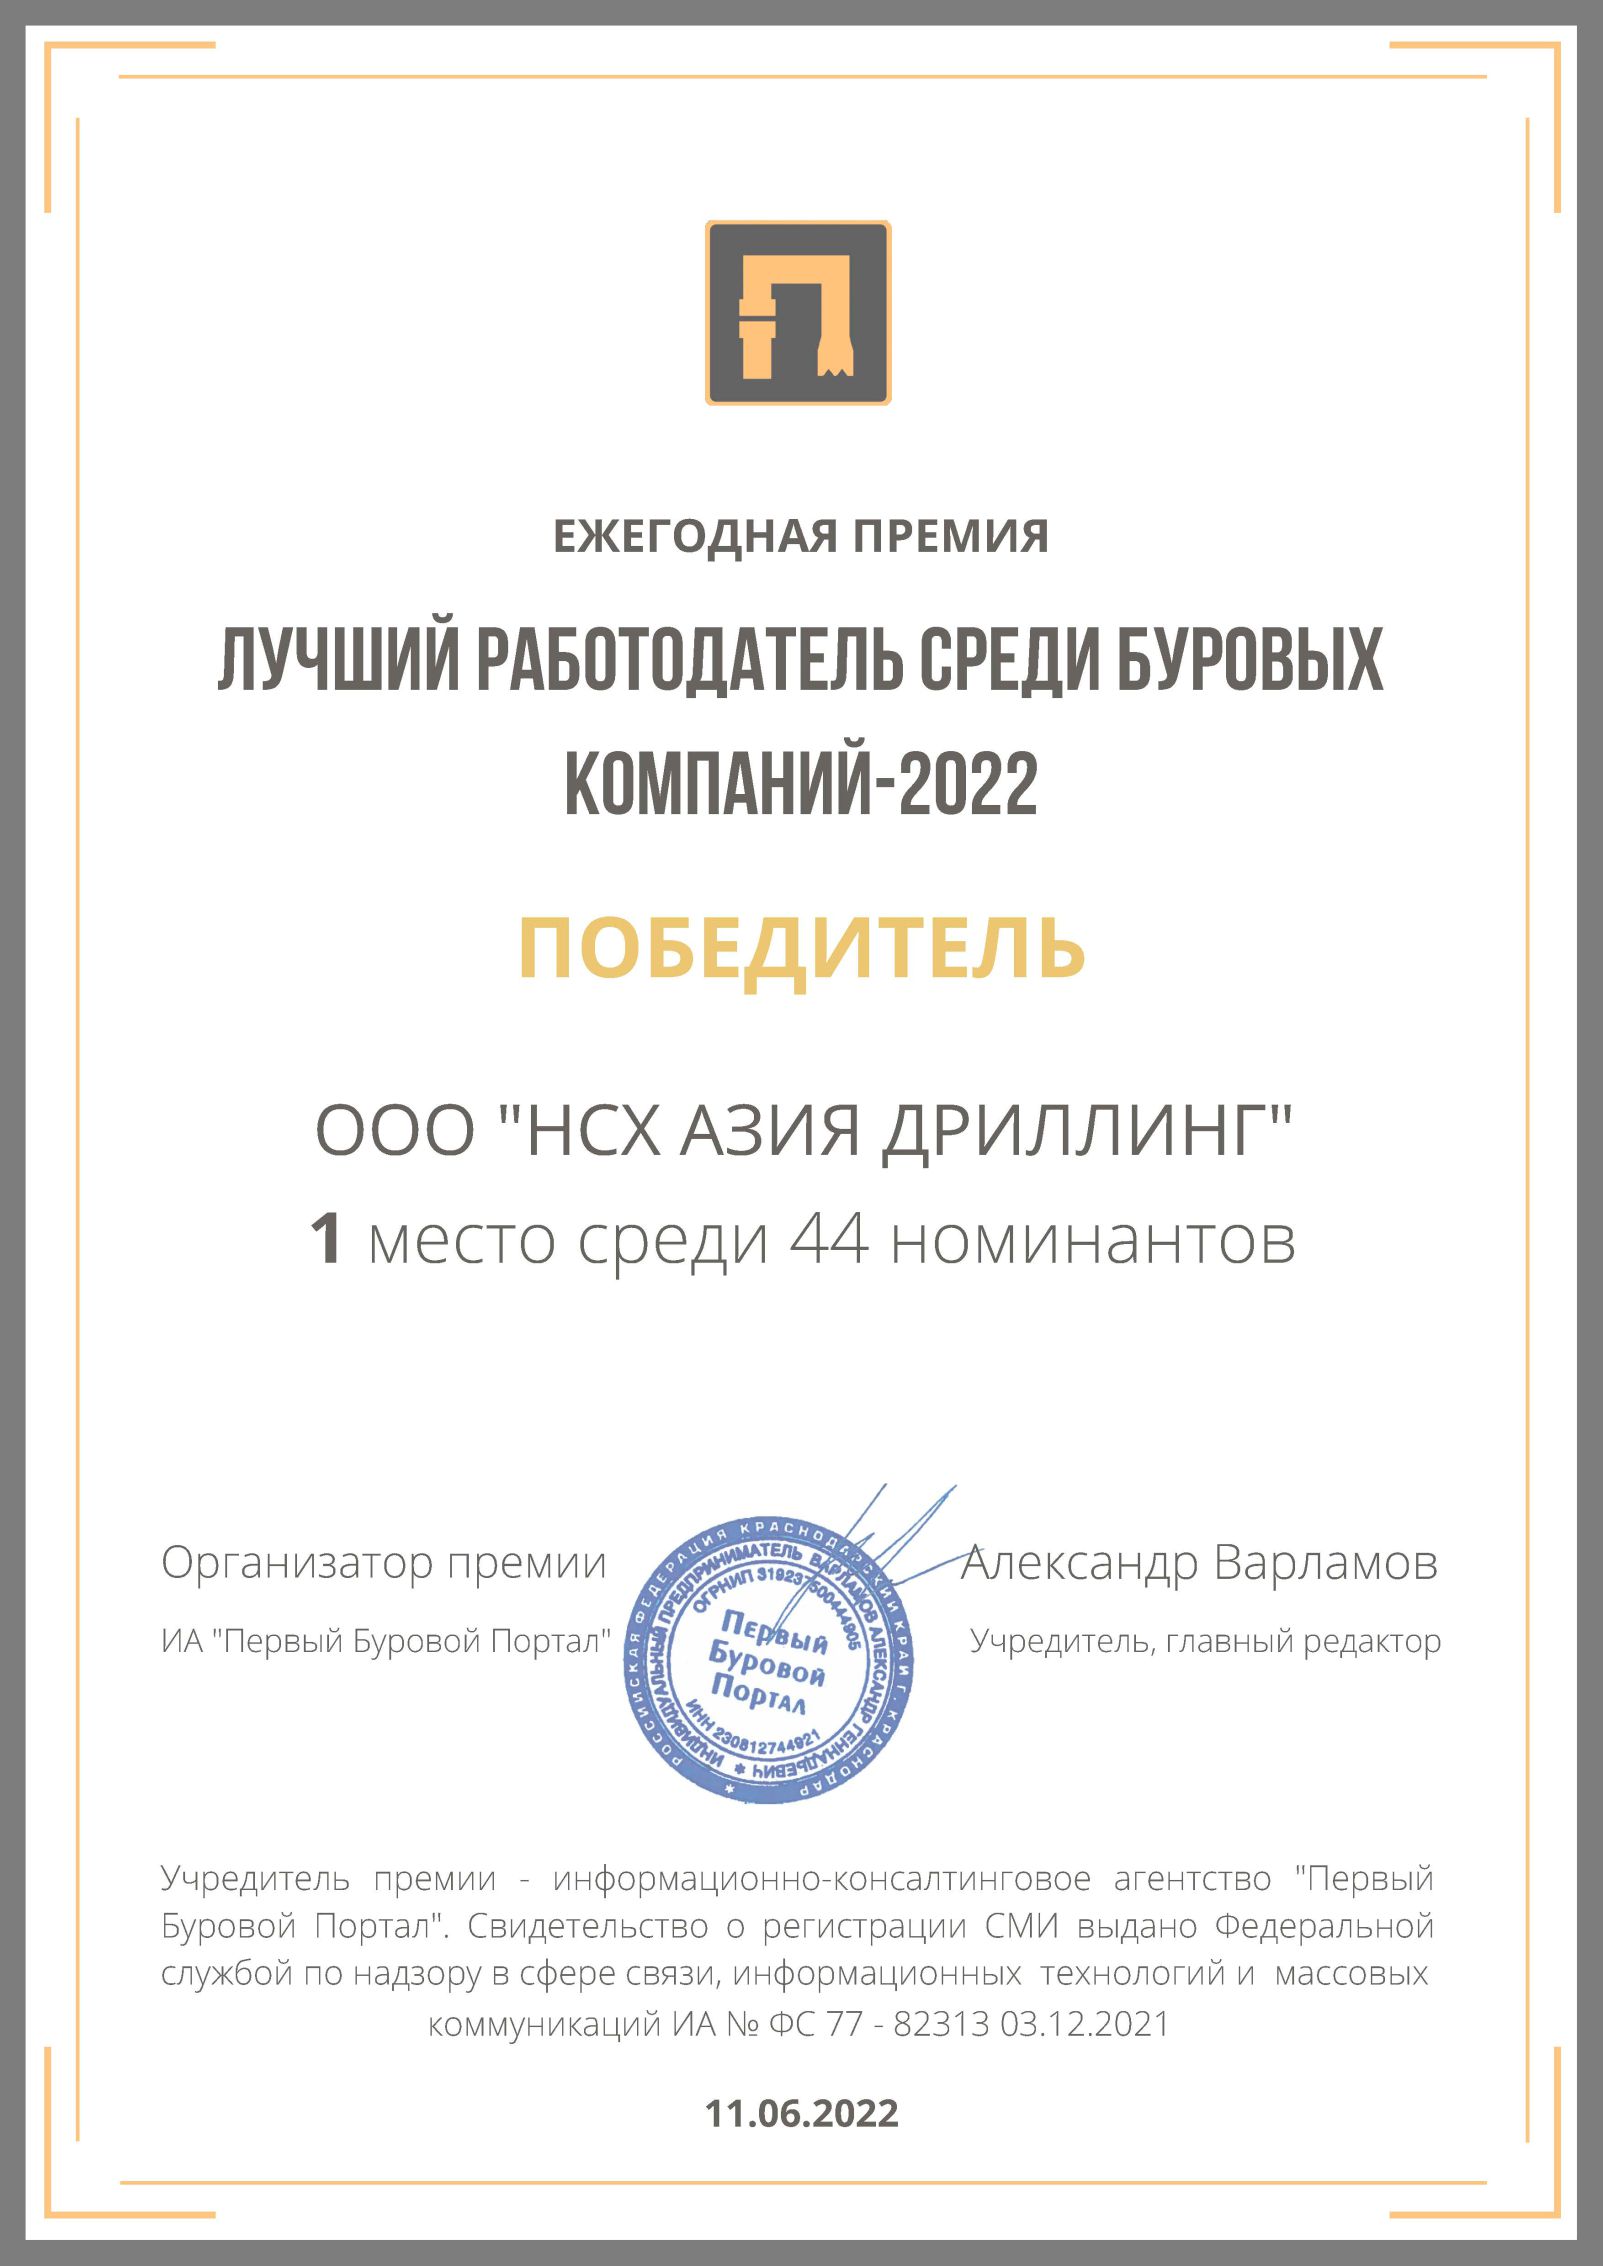 ЕЖЕГОДНАЯ ПРЕМИЯ
ЛУЧШИЙ РАБОТОДАТЕЛЬ СРЕДИ БУРОВЫХ
КОМПАНИЙ-2022
ПОБЕДИТЕЛЬ
ООО "НСХ АЗИЯ ДРИЛЛИНГ"
1 место среди 44 номинантов
Организатор премии
ИА "Первый Буровой Портал"
РОССИЙСКАЯ ФЕДЕРАЦИЯ КРАСНОДАРСКИЙ КРАЙ Г. КРАСНОДАР *
ИНДИВИДУАЛЬНЫЙ ПРЕДПРИНИМАТЕЛЬ ВАРЛАМОВ АЛЕКСАНДР ГЕННАДЬЕВИЧ *
ОГРНИП 319237500444905
Первый
Буровой
Портал
ИНН 230812744921
Александр Варламов
Учредитель, главный редактор
Учредитель премии - информационно-консалтинговое агентство "Первый
Буровой Портал". Свидетельство о регистрации СМИ выдано Федеральной
службой по надзору в сфере связи, информационных технологий и массовых
коммуникаций ИА № ФС 77 - 82313 03.12.2021
11.06.2022